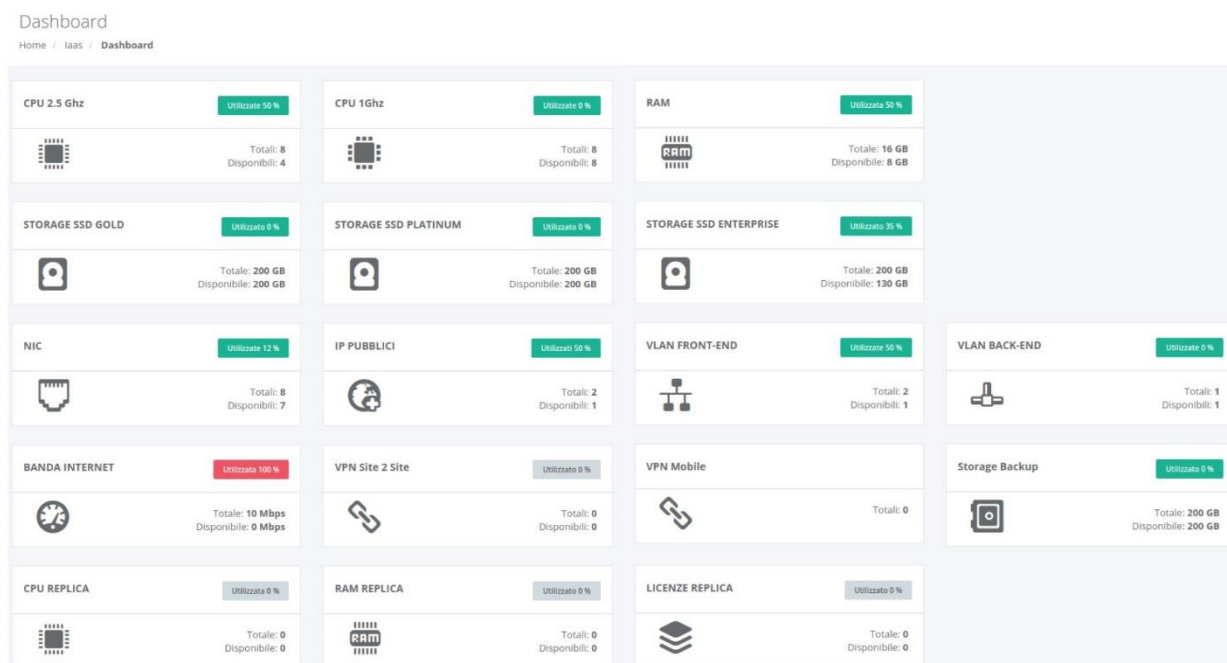 Dashboard
Home / Iaas / Dashboard
CPU 2.5 Ghz
Utilizzate 50 %
Totali: 8
Disponibili: 4
CPU 1Ghz
Utilizzate 0 %
Totali: 8
Disponibili: 8
RAM
Utilizzata 50 %
RAM
Totale: 16 GB
Disponibile: 8 GB
STORAGE SSD GOLD
Utilizzato 0 %
Totale: 200 GB
Disponibile: 200 GB
STORAGE SSD PLATINUM
Utilizzato 0 %
Totale: 200 GB
Disponibile: 200 GB
STORAGE SSD ENTERPRISE
Utilizzato 35 %
Totale: 200 GB
Disponibile: 130 GB
NIC
Utilizzate 12 %
Totali: 8
Disponibili: 7
IP PUBBLICI
Utilizzati 50 %
Totali: 2
Disponibili: 1
VLAN FRONT-END
Utilizzate 50 %
Totali: 2
Disponibili: 1
VLAN BACK-END
Utilizzate 0 %
Totali: 1
Disponibili: 1
BANDA INTERNET
Utilizzata 100 %
Totale: 10 Mbps
Disponibile: 0 Mbps
VPN Site 2 Site
Utilizzato 0 %
Totali: 0
Disponibili: 0
VPN Mobile
Totali: 0
Storage Backup
Utilizzato 0 %
Totale: 200 GB
Disponibile: 200 GB
CPU REPLICA
Utilizzata 0 %
Totale: 0
Disponibile: 0
RAM REPLICA
Utilizzato 0 %
RAM
Totali: 0
Disponibili: 0
LICENZE REPLICA
Utilizzato 0 %
Totale: 0
Disponibile: 0